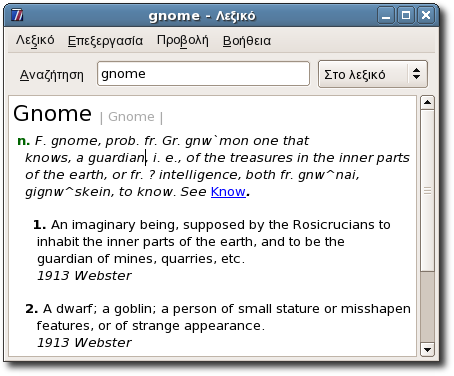 gnome - Λεξικό
Λεξικό Επεξεργασία Προβολή Βοήθεια
Αναζήτηση gnome Στο λεξικό
Gnome | Gnome |
n. F. gnome, prob. fr. Gr. gnw`mon one that
knows, a guardian, i. e., of the treasures in the inner parts
of the earth, or fr. ? intelligence, both fr. gnw^nai,
gignw^skein, to know. See Know.
1. An imaginary being, supposed by the Rosicrucians to
inhabit the inner parts of the earth, and to be the
guardian of mines, quarries, etc.
1913 Webster
2. A dwarf; a goblin; a person of small stature or misshapen
features, or of strange appearance.
1913 Webster